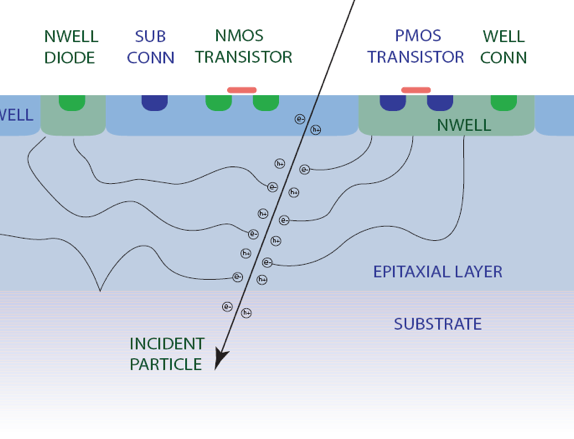 NWELL
DIODE
SUB
CONN
NMOS
TRANSISTOR
PMOS
TRANSISTOR
WELL
CONN
WELL
NWELL
e-
h+
h+
e-
e-
h+
h+
e-
e-
h+
h+
e-
e-
h+
e-
h+
EPITAXIAL LAYER
SUBSTRATE
INCIDENT
PARTICLE